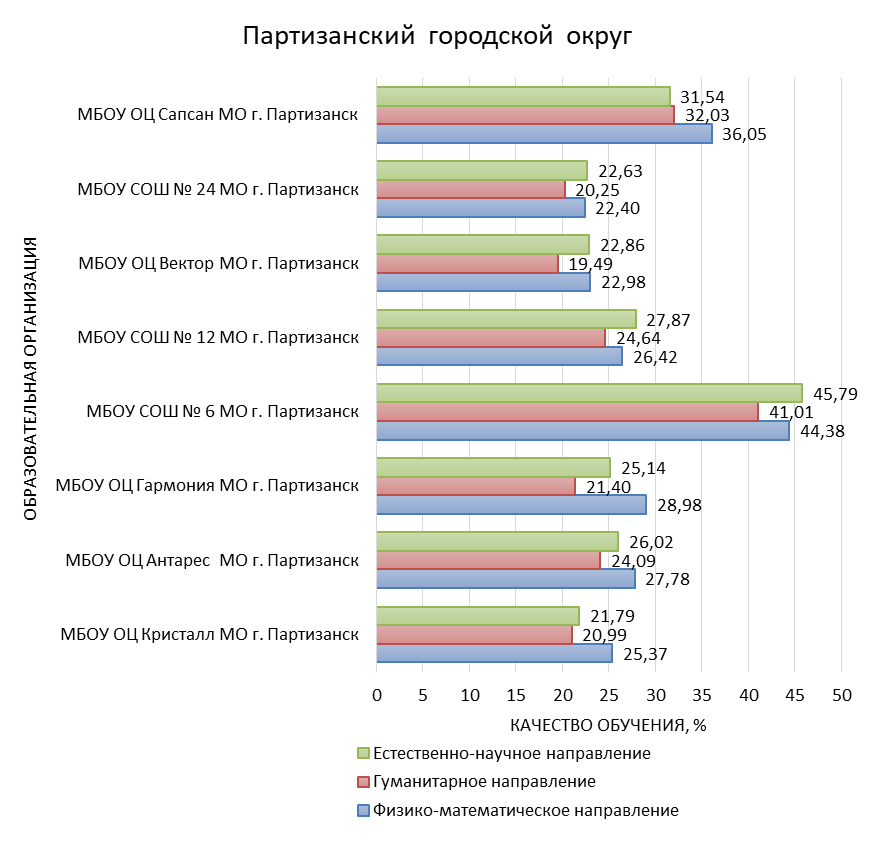 Партизанский городской округ
ОБРАЗОВАТЕЛЬНАЯ ОРГАНИЗАЦИЯ
МБОУ ОЦ Сапсан МО г. Партизанск
31,54
32,03
36,05
МБОУ СОШ № 24 МО г. Партизанск
22,63
20,25
22,40
МБОУ ОЦ Вектор МО г. Партизанск
22,86
19,49
22,98
МБОУ СОШ № 12 МО г. Партизанск
27,87
24,64
26,42
МБОУ СОШ № 6 МО г. Партизанск
45,79
41,01
44,38
МБОУ ОЦ Гармония МО г. Партизанск
25,14
21,40
28,98
МБОУ ОЦ Антарес МО г. Партизанск
26,02
24,09
27,78
МБОУ ОЦ Кристалл МО г. Партизанск
21,79
20,99
25,37
0 5 10 15 20 25 30 35 40 45 50
КАЧЕСТВО ОБУЧЕНИЯ, %
Естественно-научное направление
Гуманитарное направление
Физико-математическое направление